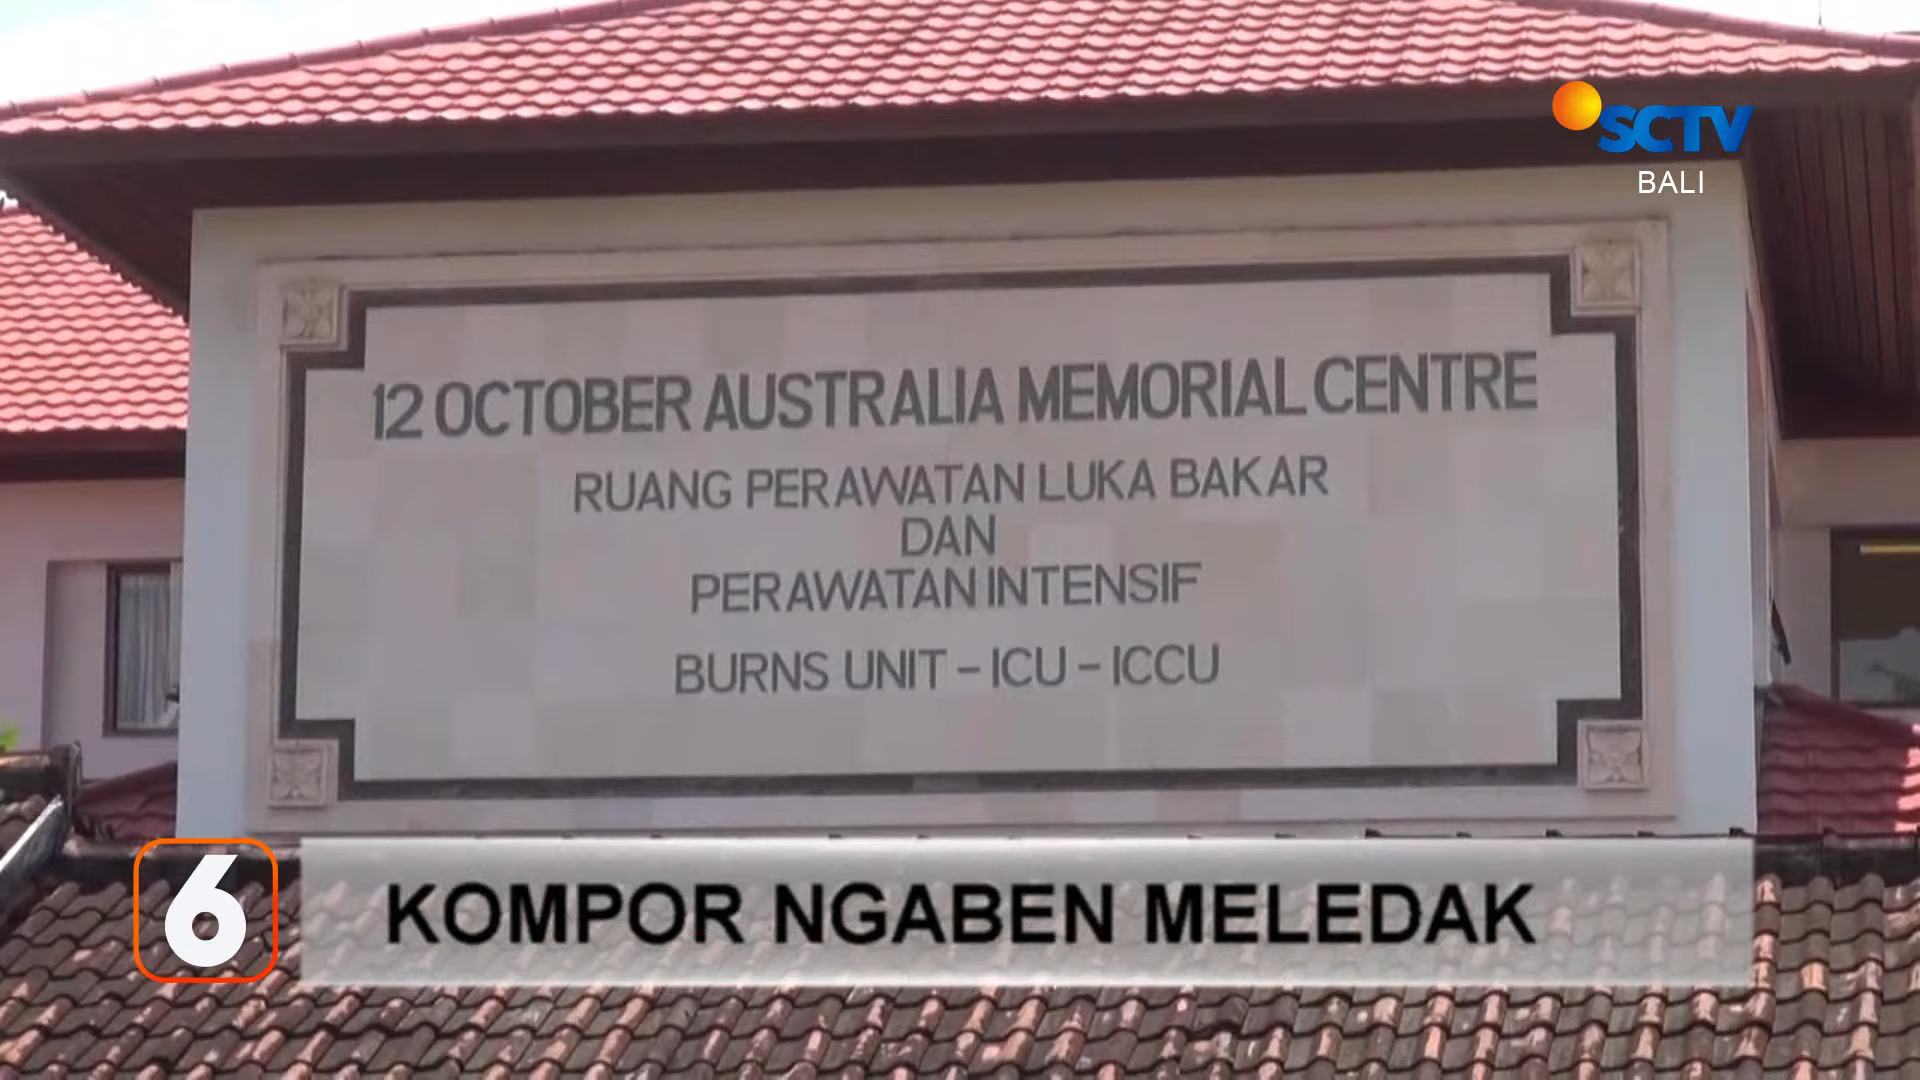 SCTV
BALI
12 OCTOBER AUSTRALIA MEMORIAL CENTRE
RUANG PERAWATAN LUKA BAKAR
DAN
PERAWATAN INTENSIF
BURNS UNIT - ICU - ICCU
6
KOMPOR NGABEN MELEDAK